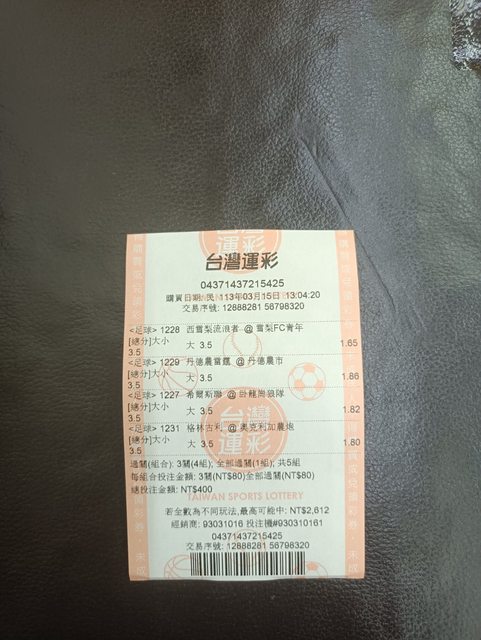 台灣運彩
04371437215425
購買日期:民 113年03月15日 13:04:20
交易序號: 12888281 56798320
<足球> 1228 西雪梨流浪者 @ 雪梨FC青年
[總分]大小 大 3.5 1.65
3.5
<足球> 1229 丹德農雷霆 @ 丹德農市
[總分]大小 大 3.5 1.86
3.5
<足球> 1227 希爾斯聯 @ 臥龍崗狼隊
[總分]大小 大 3.5 1.82
3.5
<足球> 1231 格林古利 @ 奧克利加農炮
[總分]大小 大 3.5 1.80
3.5
過關(組合): 3關(4組); 全部過關(1組); 共5組
每組合投注金額: 3關(NT$80)全部過關(NT$80)
總投注金額: NT$400
TAIWAN SPORTS LOTTERY
若全數為不同玩法,最高可能中: NT$2,612
經銷商: 93031016 投注機#930310161
04371437215425
交易序號: 12888281 56798320